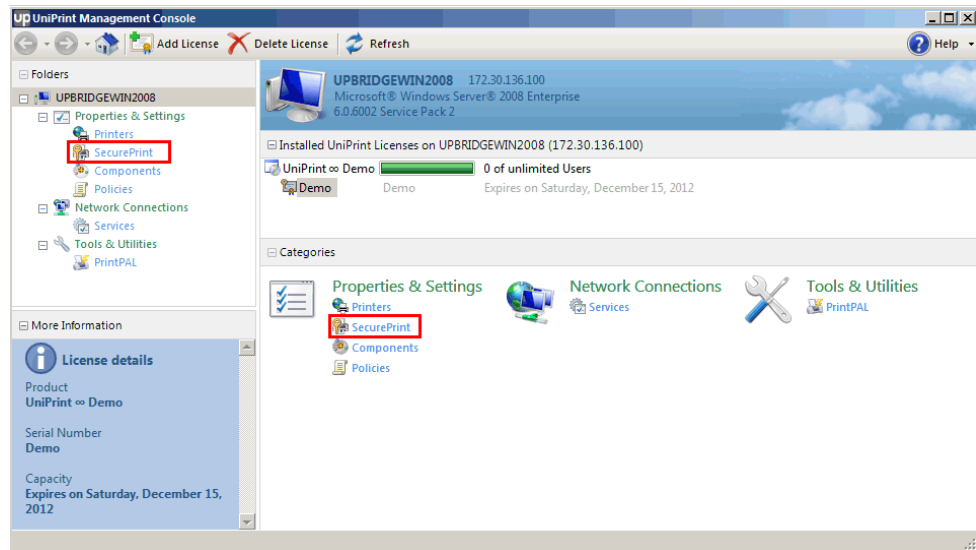 up UniPrint Management Console
Add License Delete License Refresh Help
Folders
UPBRIDGEWIN2008
Properties & Settings
Printers
SecurePrint
Components
Policies
Network Connections
Services
Tools & Utilities
PrintPAL
More Information
License details
Product
UniPrint ∞ Demo
Serial Number
Demo
Capacity
Expires on Saturday, December 15,
2012
UPBRIDGEWIN2008 172.30.136.100
Microsoft® Windows Server® 2008 Enterprise
6.0.6002 Service Pack 2
Installed UniPrint Licenses on UPBRIDGEWIN2008 (172.30.136.100)
UniPrint ∞ Demo 0 of unlimited Users
Demo Demo Expires on Saturday, December 15, 2012
Categories
Properties & Settings
Printers
SecurePrint
Components
Policies
Network Connections
Services
Tools & Utilities
PrintPAL